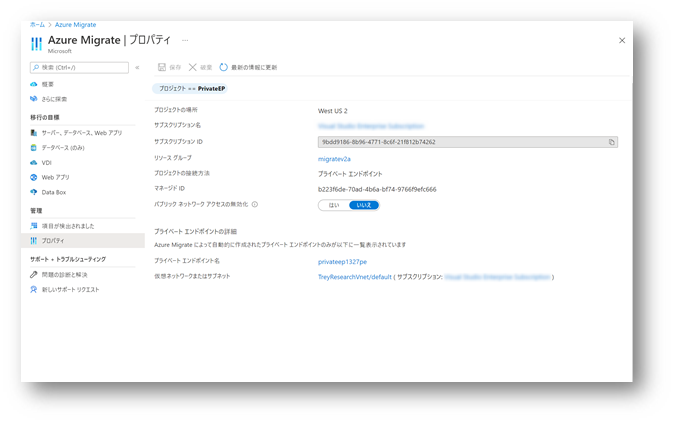 ホーム > Azure Migrate
Azure Migrate | プロパティ ...
Microsoft
検索 (Ctrl+/)
概要
さらに探索
移行の目標
サーバー、データベース、Web アプリ
データベース (のみ)
VDI
Web アプリ
Data Box
管理
項目が検出されました
プロパティ
サポート + トラブルシューティング
問題の診断と解決
新しいサポート リクエスト
保存 破棄 最新の情報に更新
プロジェクト == PrivateEP
プロジェクトの場所 West US 2
サブスクリプション名
サブスクリプション ID 9bdd9186-8b96-4771-8c6f-21f812b74262
リソース グループ migratev2a
プロジェクトの接続方法 プライベート エンドポイント
マネージド ID b223f6de-70ad-4b6a-bf74-9766f9efc666
パブリック ネットワーク アクセスの無効化 はい いいえ
プライベート エンドポイントの詳細
Azure Migrate によって自動的に作成されたプライベート エンドポイントのみが以下に一覧表示されています
プライベート エンドポイント名 privateep1327pe
仮想ネットワークまたはサブネット TreyResearchVnet/default ( サブスクリプション: )